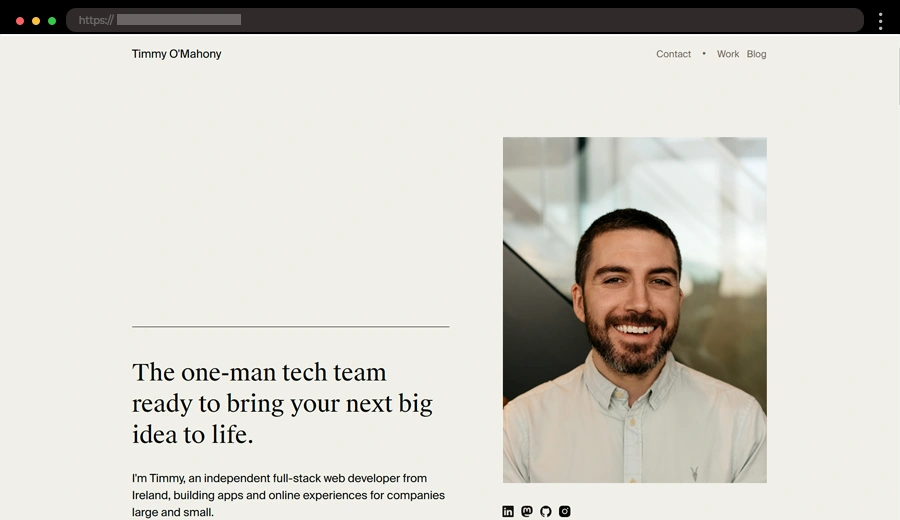 https://
Timmy O'Mahony
Contact • Work Blog
The one-man tech team
ready to bring your next big
idea to life.
I'm Timmy, an independent full-stack web developer from
Ireland, building apps and online experiences for companies
large and small.